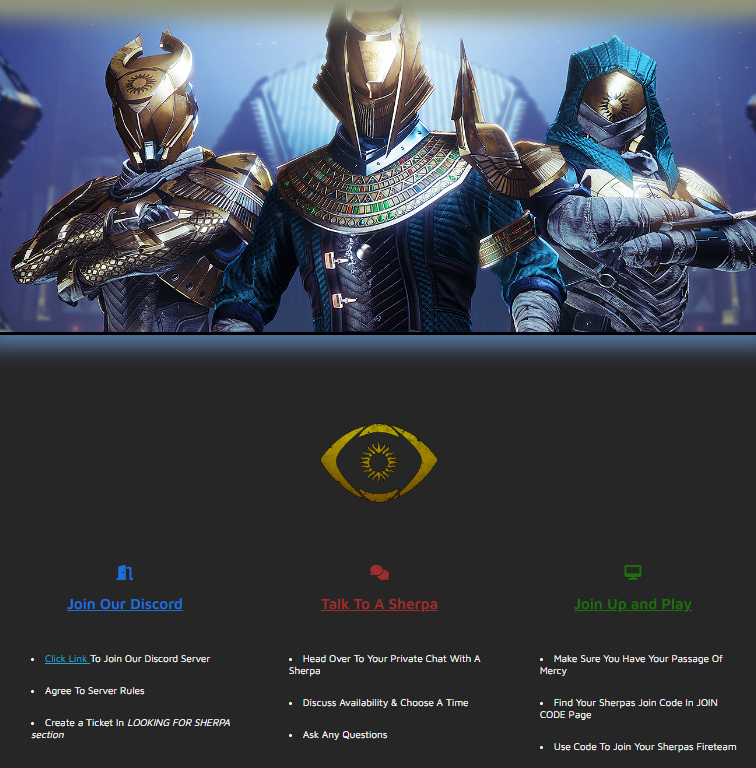 Join Our Discord
Click Link To Join Our Discord Server
Agree To Server Rules
Create a Ticket In LOOKING FOR SHERPA
section
Talk To A Sherpa
Head Over To Your Private Chat With A
Sherpa
Discuss Availability & Choose A Time
Ask Any Questions
Join Up and Play
Make Sure You Have Your Passage Of
Mercy
Find Your Sherpas Join Code In JOIN
CODE Page
Use Code To Join Your Sherpas Fireteam